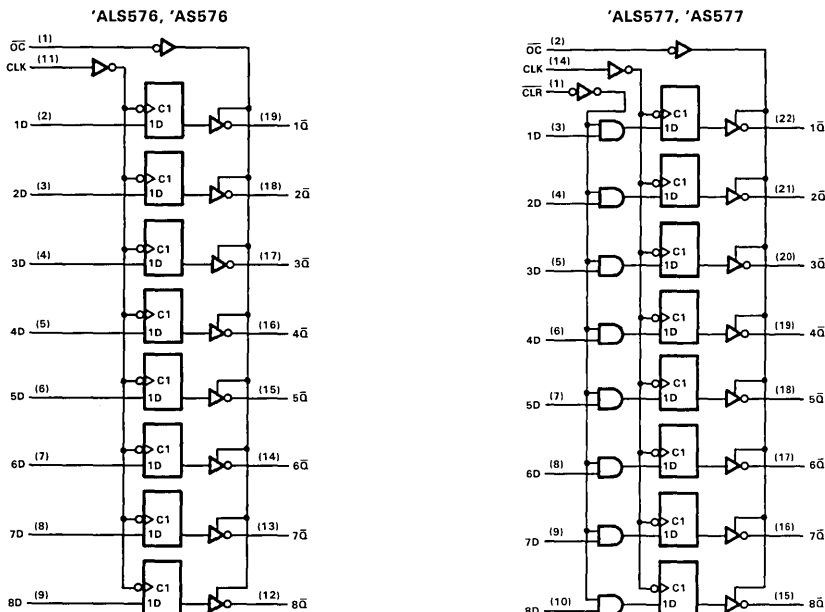 'ALS576, 'AS576
O̅C̅ (1)
CLK (11)
C1
1D (2) 1D (19) 1Q̅
C1
2D (3) 1D (18) 2Q̅
C1
3D (4) 1D (17) 3Q̅
C1
4D (5) 1D (16) 4Q̅
C1
5D (6) 1D (15) 5Q̅
C1
6D (7) 1D (14) 6Q̅
C1
7D (8) 1D (13) 7Q̅
C1
8D (9) 1D (12) 8Q̅
'ALS577, 'AS577
O̅C̅ (2)
CLK (14)
C̅L̅R̅ (1)
C1
1D (3) 1D (22) 1Q̅
C1
2D (4) 1D (21) 2Q̅
C1
3D (5) 1D (20) 3Q̅
C1
4D (6) 1D (19) 4Q̅
C1
5D (7) 1D (18) 5Q̅
C1
6D (8) 1D (17) 6Q̅
C1
7D (9) 1D (16) 7Q̅
C1
8D (10) 1D (15) 8Q̅